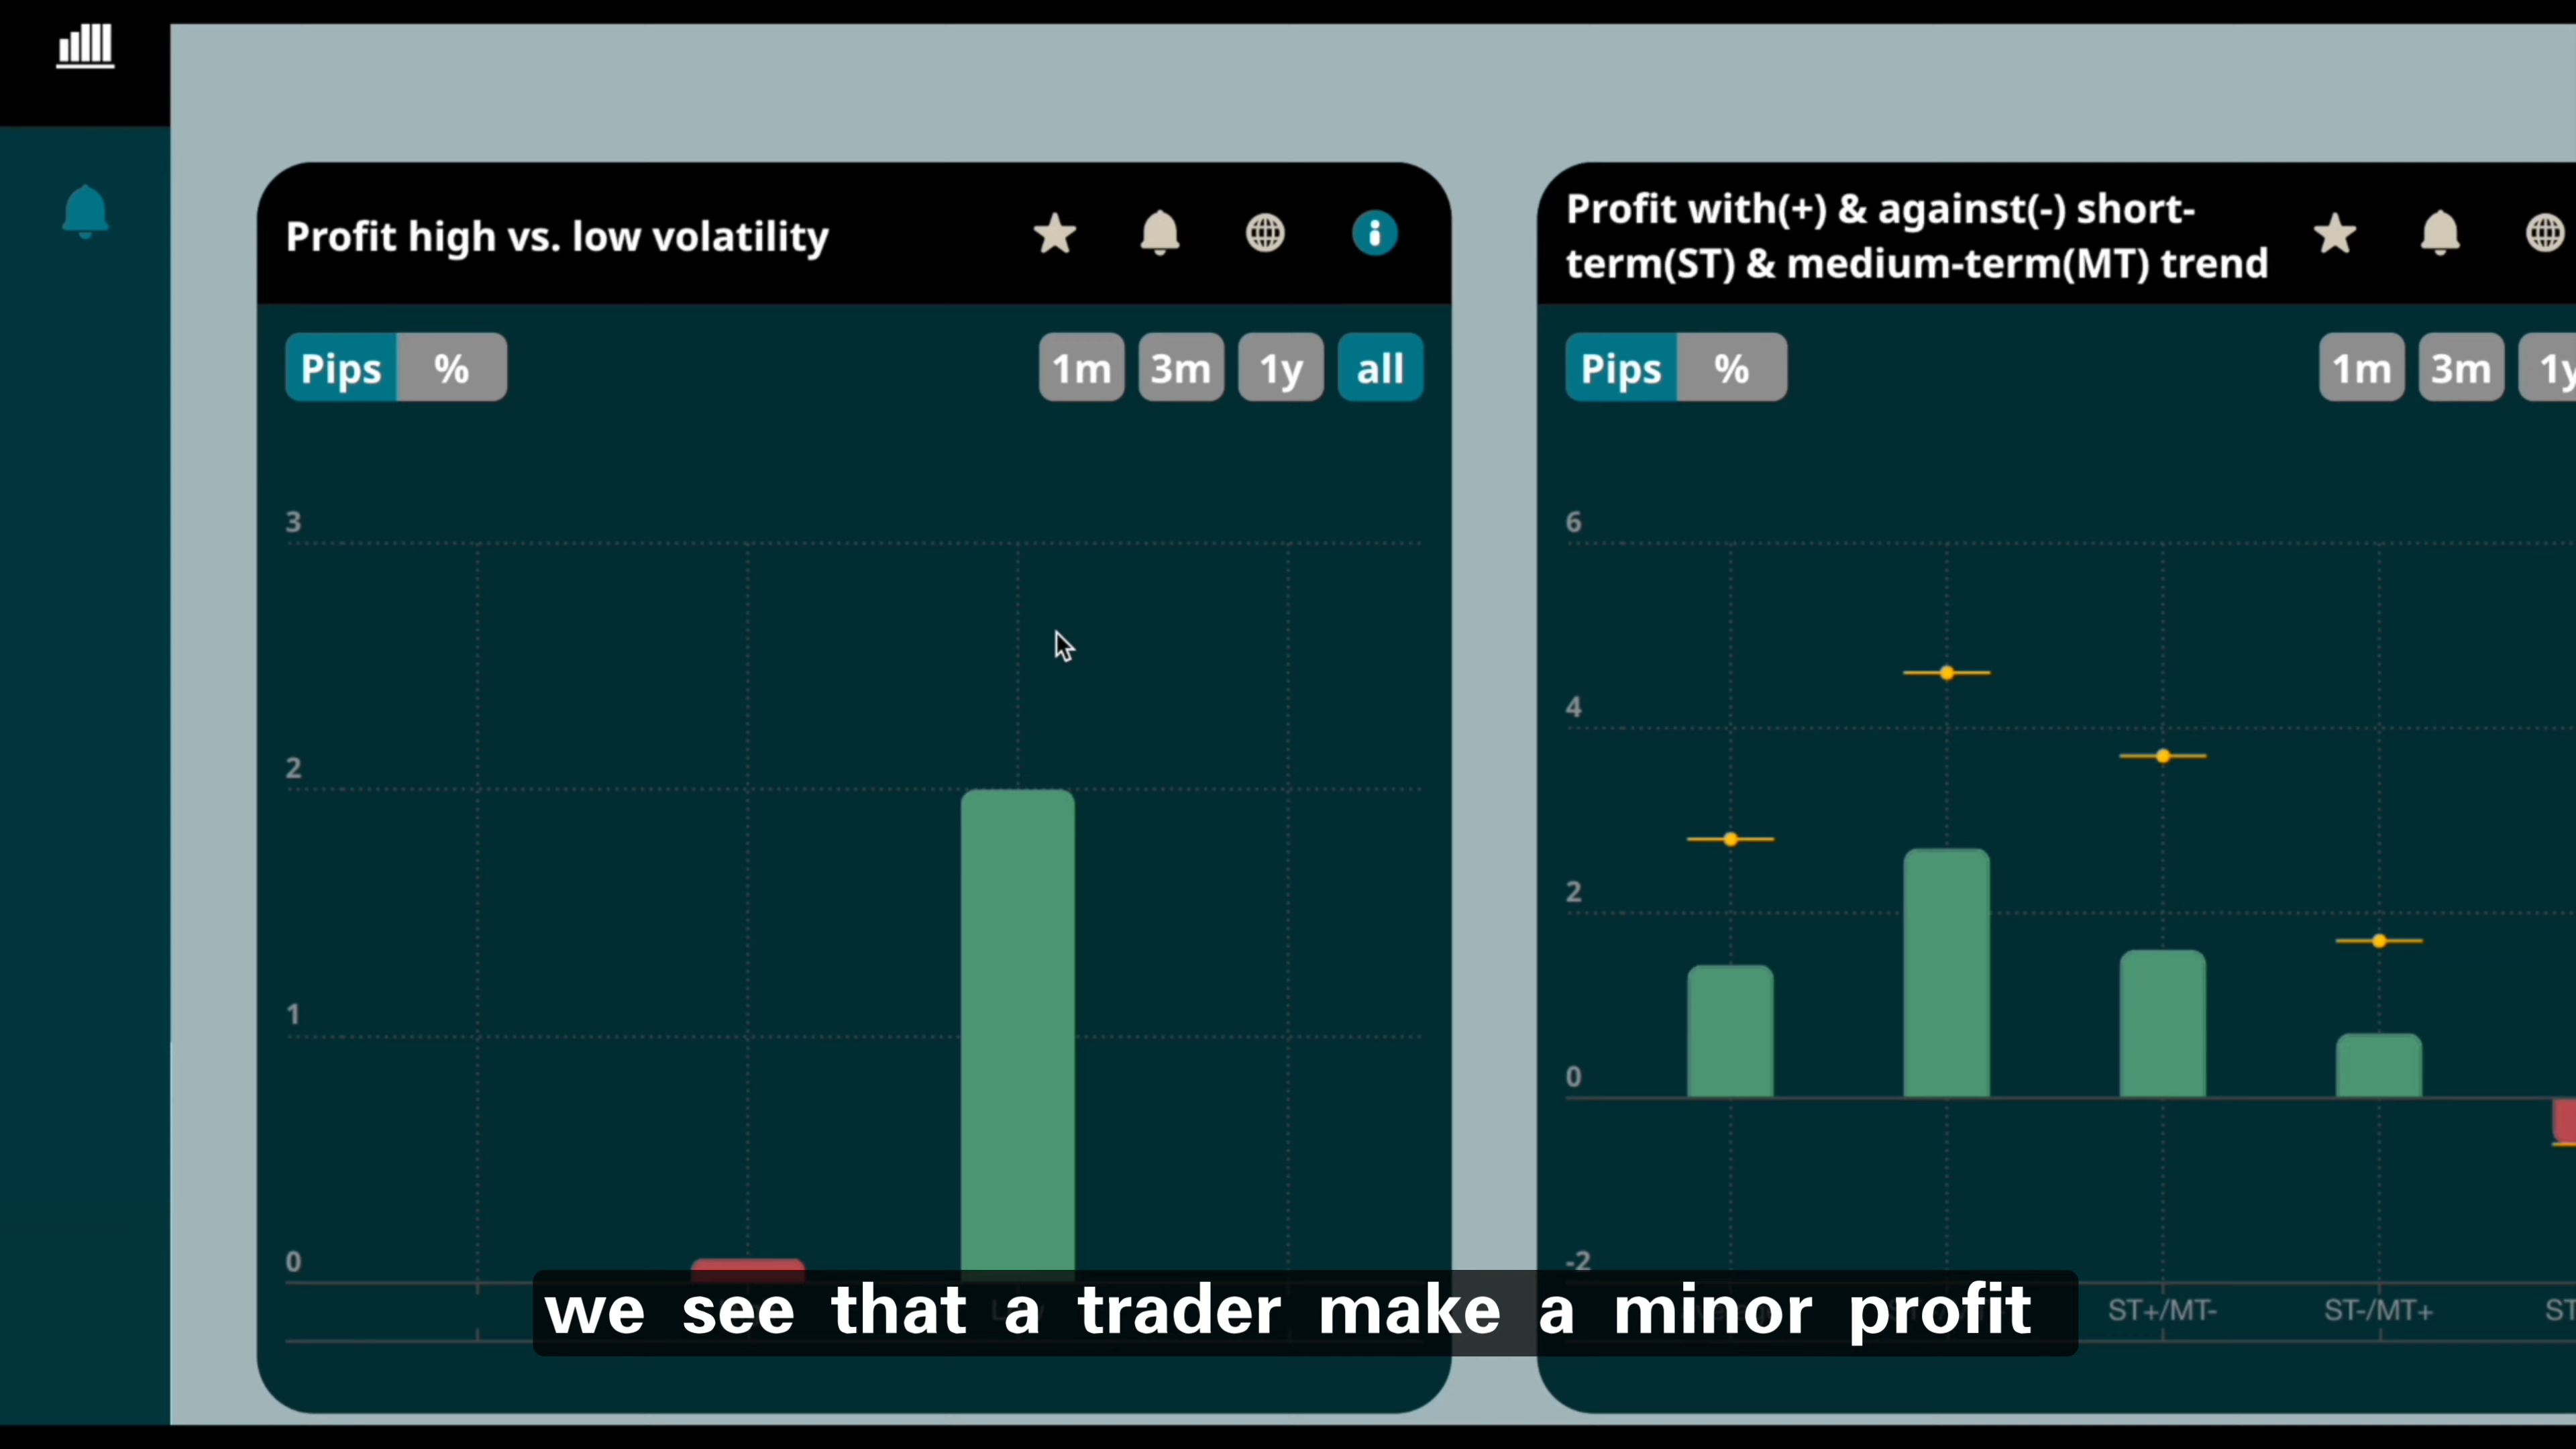 Profit high vs. low volatility
Pips %
1m 3m 1y all
3
2
1
0
Profit with(+) & against(-) short-
term(ST) & medium-term(MT) trend
Pips %
1m 3m 1y
6
4
2
0
-2
ST+/MT- ST-/MT+ ST
we see that a trader make a minor profit